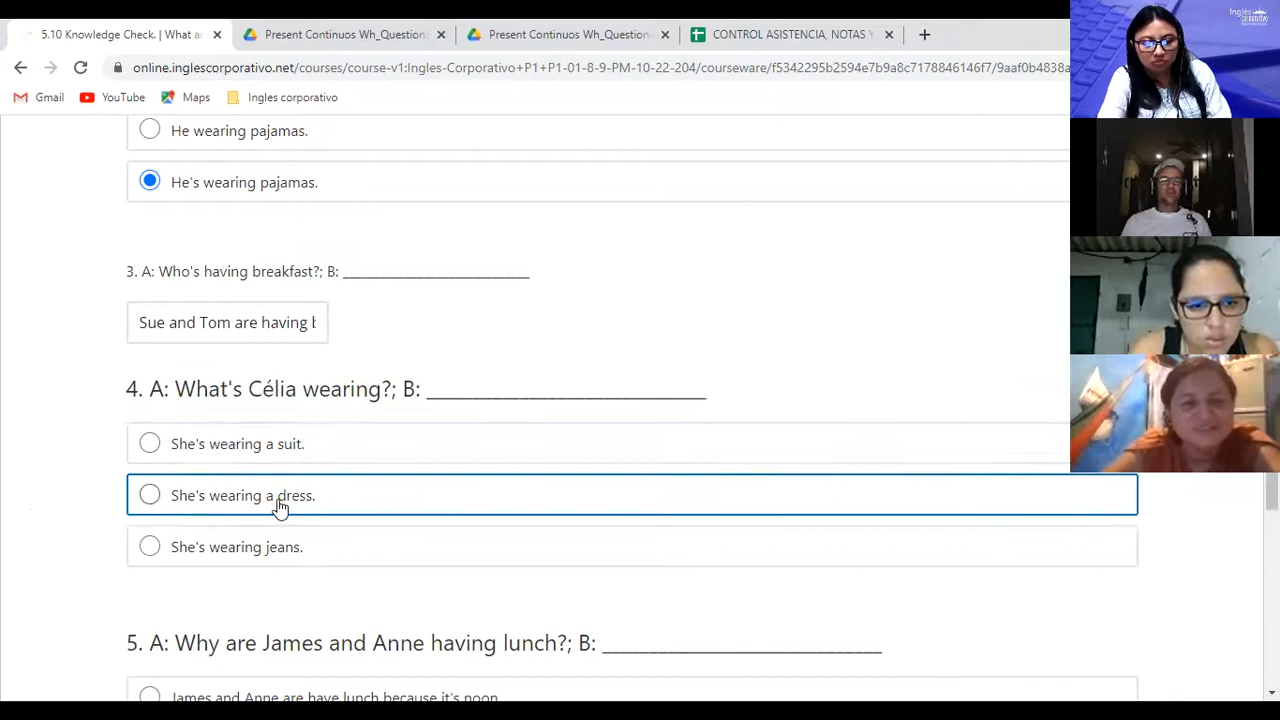 5.10 Knowledge Check. | What a
Present Continuos Wh_Question
Present Continuos Wh_Question
CONTROL ASISTENCIA, NOTAS Y
online.inglescorporativo.net/courses/course-v1:Ingles-Corporativo+P1+P1-01-8-9-PM-10-22-204/courseware/f5342295b2594e7b9a8c7178846146f7/9aaf0b4838a
Gmail
YouTube
Maps
Ingles corporativo
Ingles
corporativo
He wearing pajamas.
He's wearing pajamas.
3. A: Who's having breakfast?; B: ___________________________
Sue and Tom are having b
4. A: What's Célia wearing?; B: ___________________________
She's wearing a suit.
She's wearing a dress.
She's wearing jeans.
5. A: Why are James and Anne having lunch?; B: ___________________________
James and Anne are have lunch because it's noon